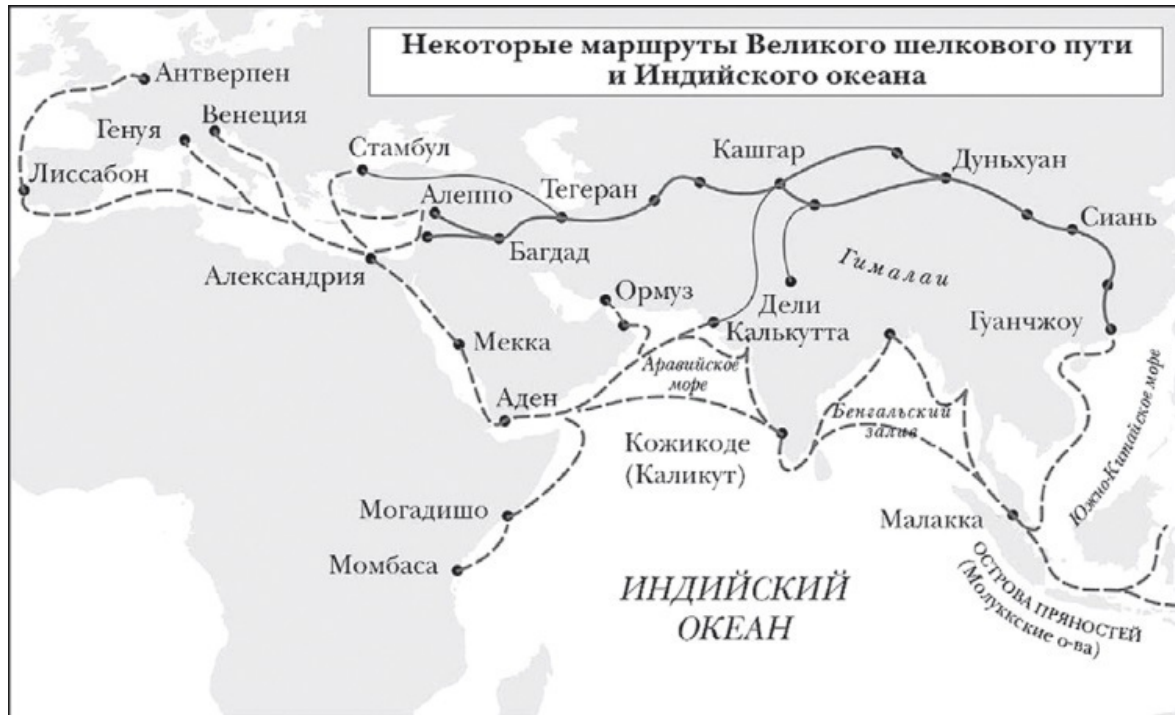 Некоторые маршруты Великого шелкового пути
и Индийского океана
Антверпен
Венеция
Генуя
Стамбул
Кашгар
Дуньхуан
Лиссабон
Алеппо
Тегеран
Сиань
Багдад
Александрия
Гималаи
Ормуз
Дели
Калькутта
Гуанчжоу
Мекка
Аравийское
море
Аден
Бенгальский
залив
Южно-Китайское море
Кожикоде
(Каликут)
Могадишо
Малакка
Момбаса
ОСТРОВА ПРЯНОСТЕЙ
(Молуккские о-ва)
ИНДИЙСКИЙ
ОКЕАН